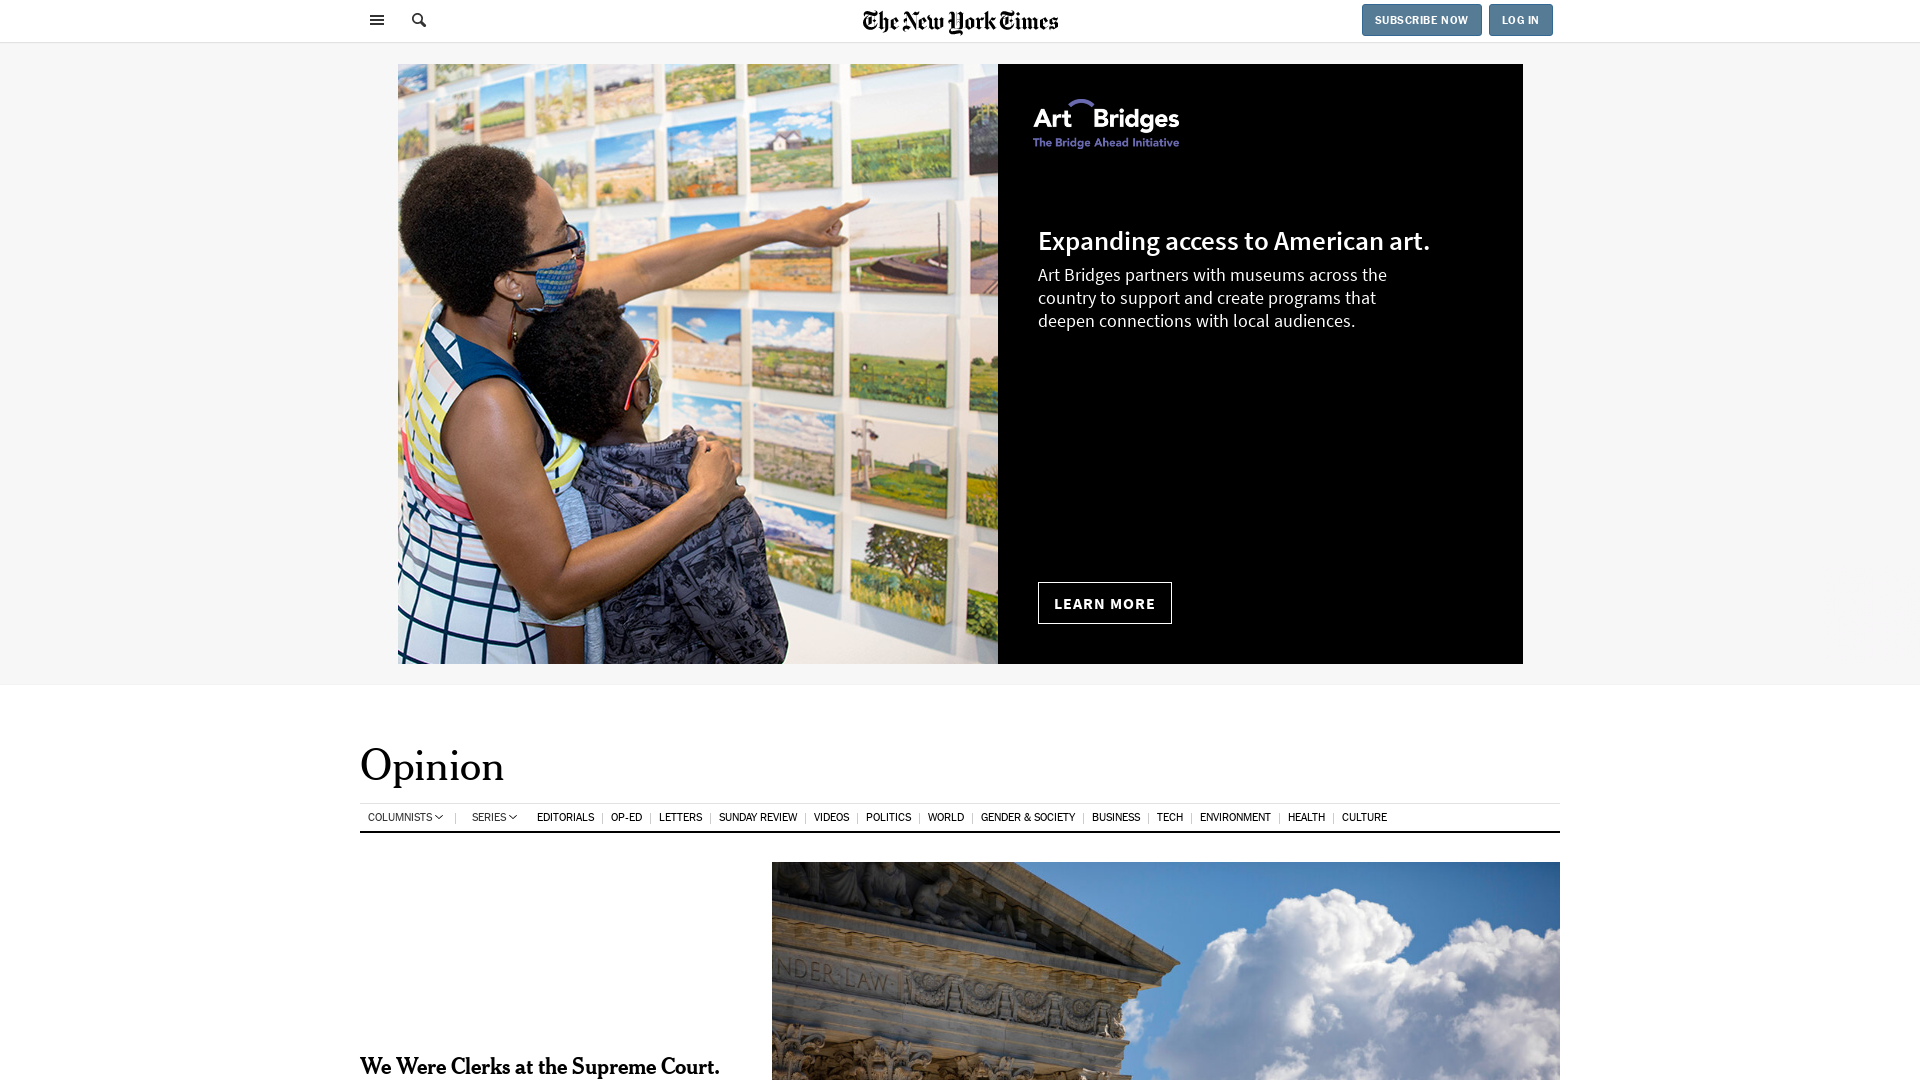 The New York Times
SUBSCRIBE NOW
LOG IN
Art Bridges
The Bridge Ahead Initiative
Expanding access to American art.
Art Bridges partners with museums across the
country to support and create programs that
deepen connections with local audiences.
LEARN MORE
Opinion
COLUMNISTS SERIES EDITORIALS OP-ED LETTERS SUNDAY REVIEW VIDEOS POLITICS WORLD GENDER & SOCIETY BUSINESS TECH ENVIRONMENT HEALTH CULTURE
LAW
We Were Clerks at the Supreme Court.